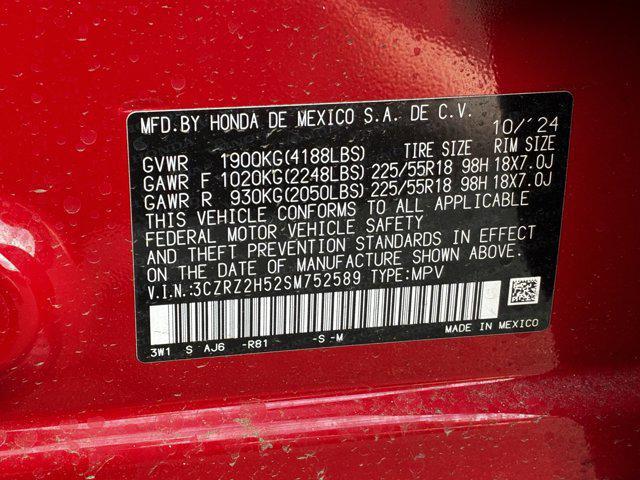 MFD.BY HONDA DE MEXICO S.A. DE C.V. 10/'24
GVWR 1900KG(4188LBS) TIRE SIZE RIM SIZE
GAWR F 1020KG(2248LBS) 225/55R18 98H 18X7.0J
GAWR R 930KG(2050LBS) 225/55R18 98H 18X7.0J
THIS VEHICLE CONFORMS TO ALL APPLICABLE
FEDERAL MOTOR VEHICLE SAFETY
AND THEFT PREVENTION STANDARDS IN EFFECT
ON THE DATE OF MANUFACTURE SHOWN ABOVE.
V.I.N.:3CZRZ2H52SM752589 TYPE:MPV
MADE IN MEXICO
3W1 S AJ6 -R81 -S -M